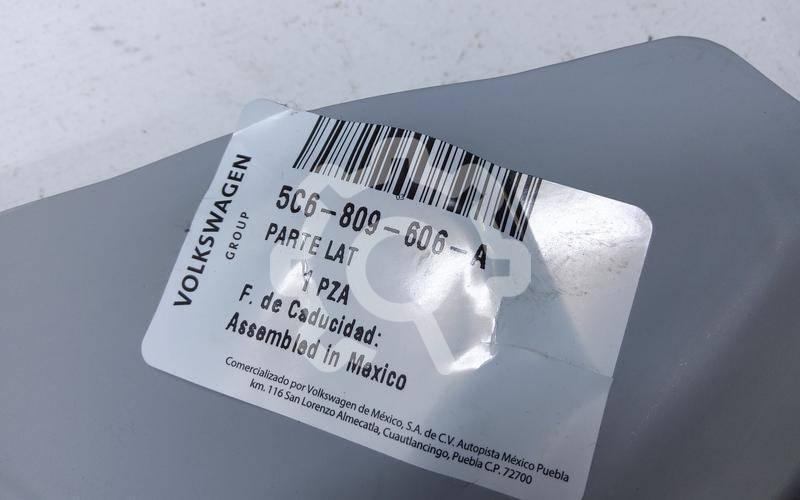 VOLKSWAGEN
GROUP
03
5C6-809-606-A
PARTE LAT
1 PZA
F. de Caducidad:
Assembled in Mexico
Comercializado por Volkswagen de México, S.A. de C.V. Autopista México Puebla
km. 116 San Lorenzo Almecatla, Cuautlancingo, Puebla C.P. 72700